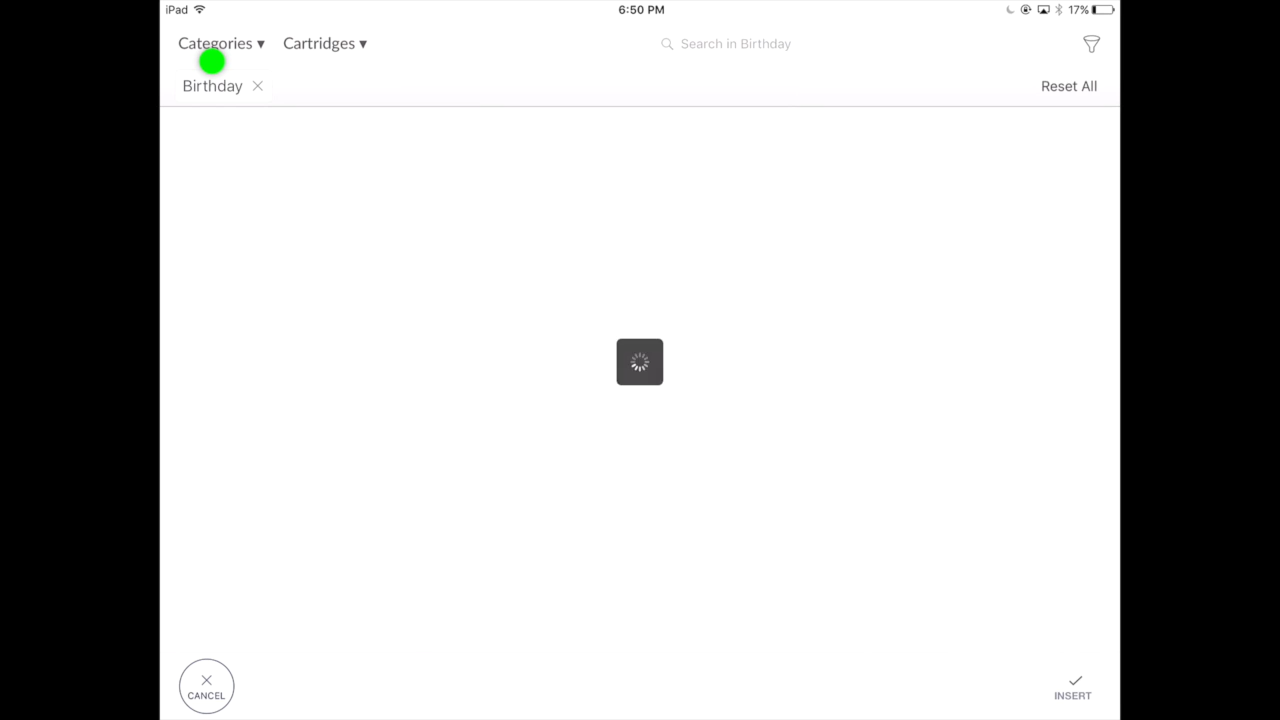 iPad 6:50 PM 17%
Categories ▾ Cartridges ▾ Search in Birthday
Birthday × Reset All
CANCEL INSERT